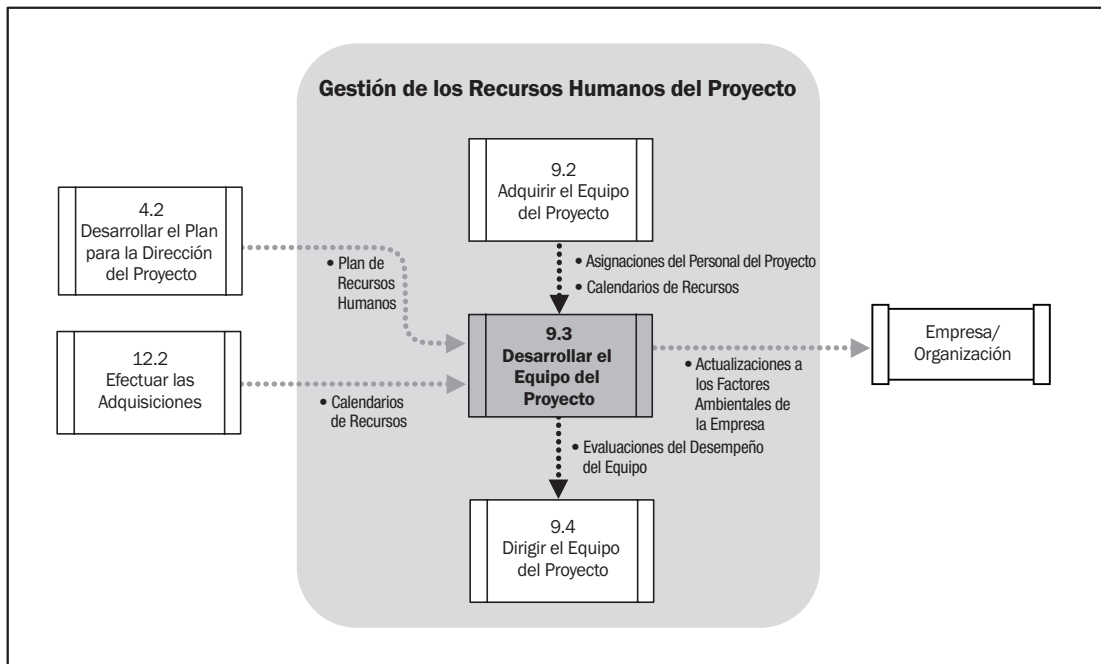 Gestión de los Recursos Humanos del Proyecto
9.2
Adquirir el Equipo
del Proyecto
4.2
Desarrollar el Plan
para la Dirección
del Proyecto
• Plan de
Recursos
Humanos
• Asignaciones del Personal del Proyecto
• Calendarios de Recursos
12.2
Efectuar las
Adquisiciones
• Calendarios
de Recursos
9.3
Desarrollar el
Equipo del
Proyecto
• Actualizaciones a
los Factores
Ambientales de
la Empresa
Empresa/
Organización
• Evaluaciones del Desempeño
del Equipo
9.4
Dirigir el Equipo
del Proyecto